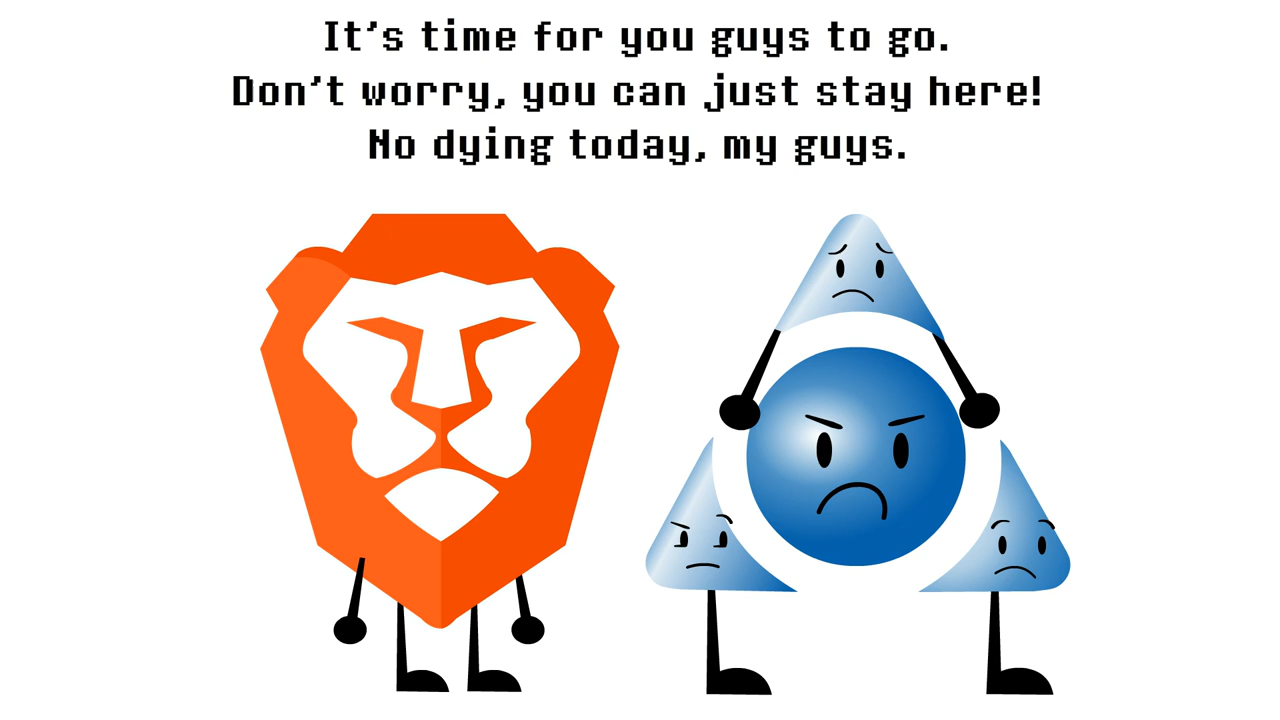 It's time for you guys to go.
Don't worry, you can just stay here!
No dying today, my guys.